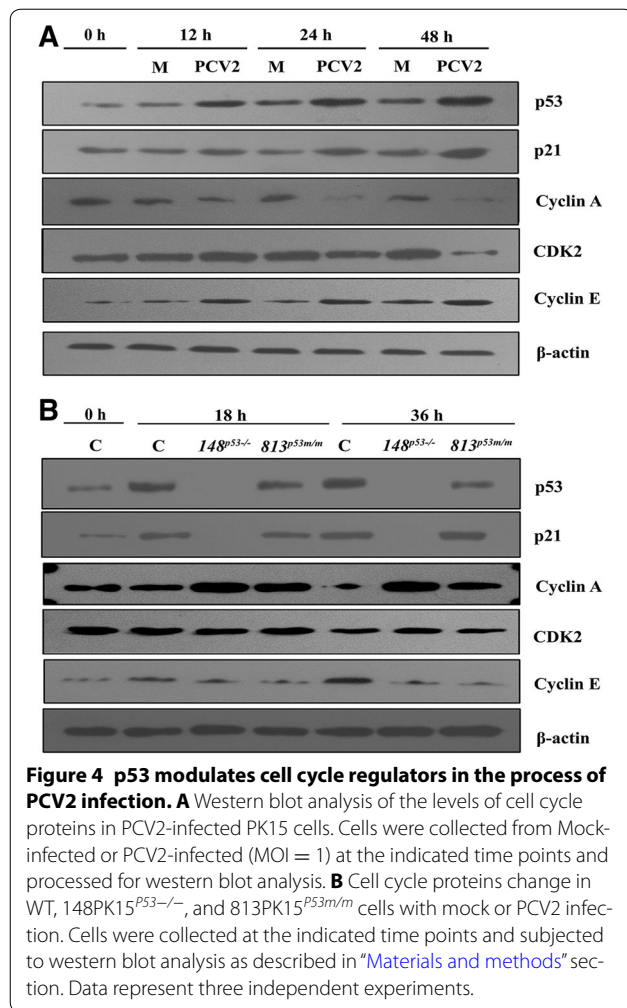 A
0 h 12 h 24 h 48 h
M PCV2 M PCV2 M PCV2
p53
p21
Cyclin A
CDK2
Cyclin E
β-actin
B
0 h 18 h 36 h
C C 148p53-/- 813p53m/m C 148p53-/- 813p53m/m
p53
p21
Cyclin A
CDK2
Cyclin E
β-actin
Figure 4 p53 modulates cell cycle regulators in the process of
PCV2 infection. A Western blot analysis of the levels of cell cycle
proteins in PCV2-infected PK15 cells. Cells were collected from Mock-
infected or PCV2-infected (MOI = 1) at the indicated time points and
processed for western blot analysis. B Cell cycle proteins change in
WT, 148PK15P53−/−, and 813PK15P53m/m cells with mock or PCV2 infec-
tion. Cells were collected at the indicated time points and subjected
to western blot analysis as described in “Materials and methods” sec-
tion. Data represent three independent experiments.